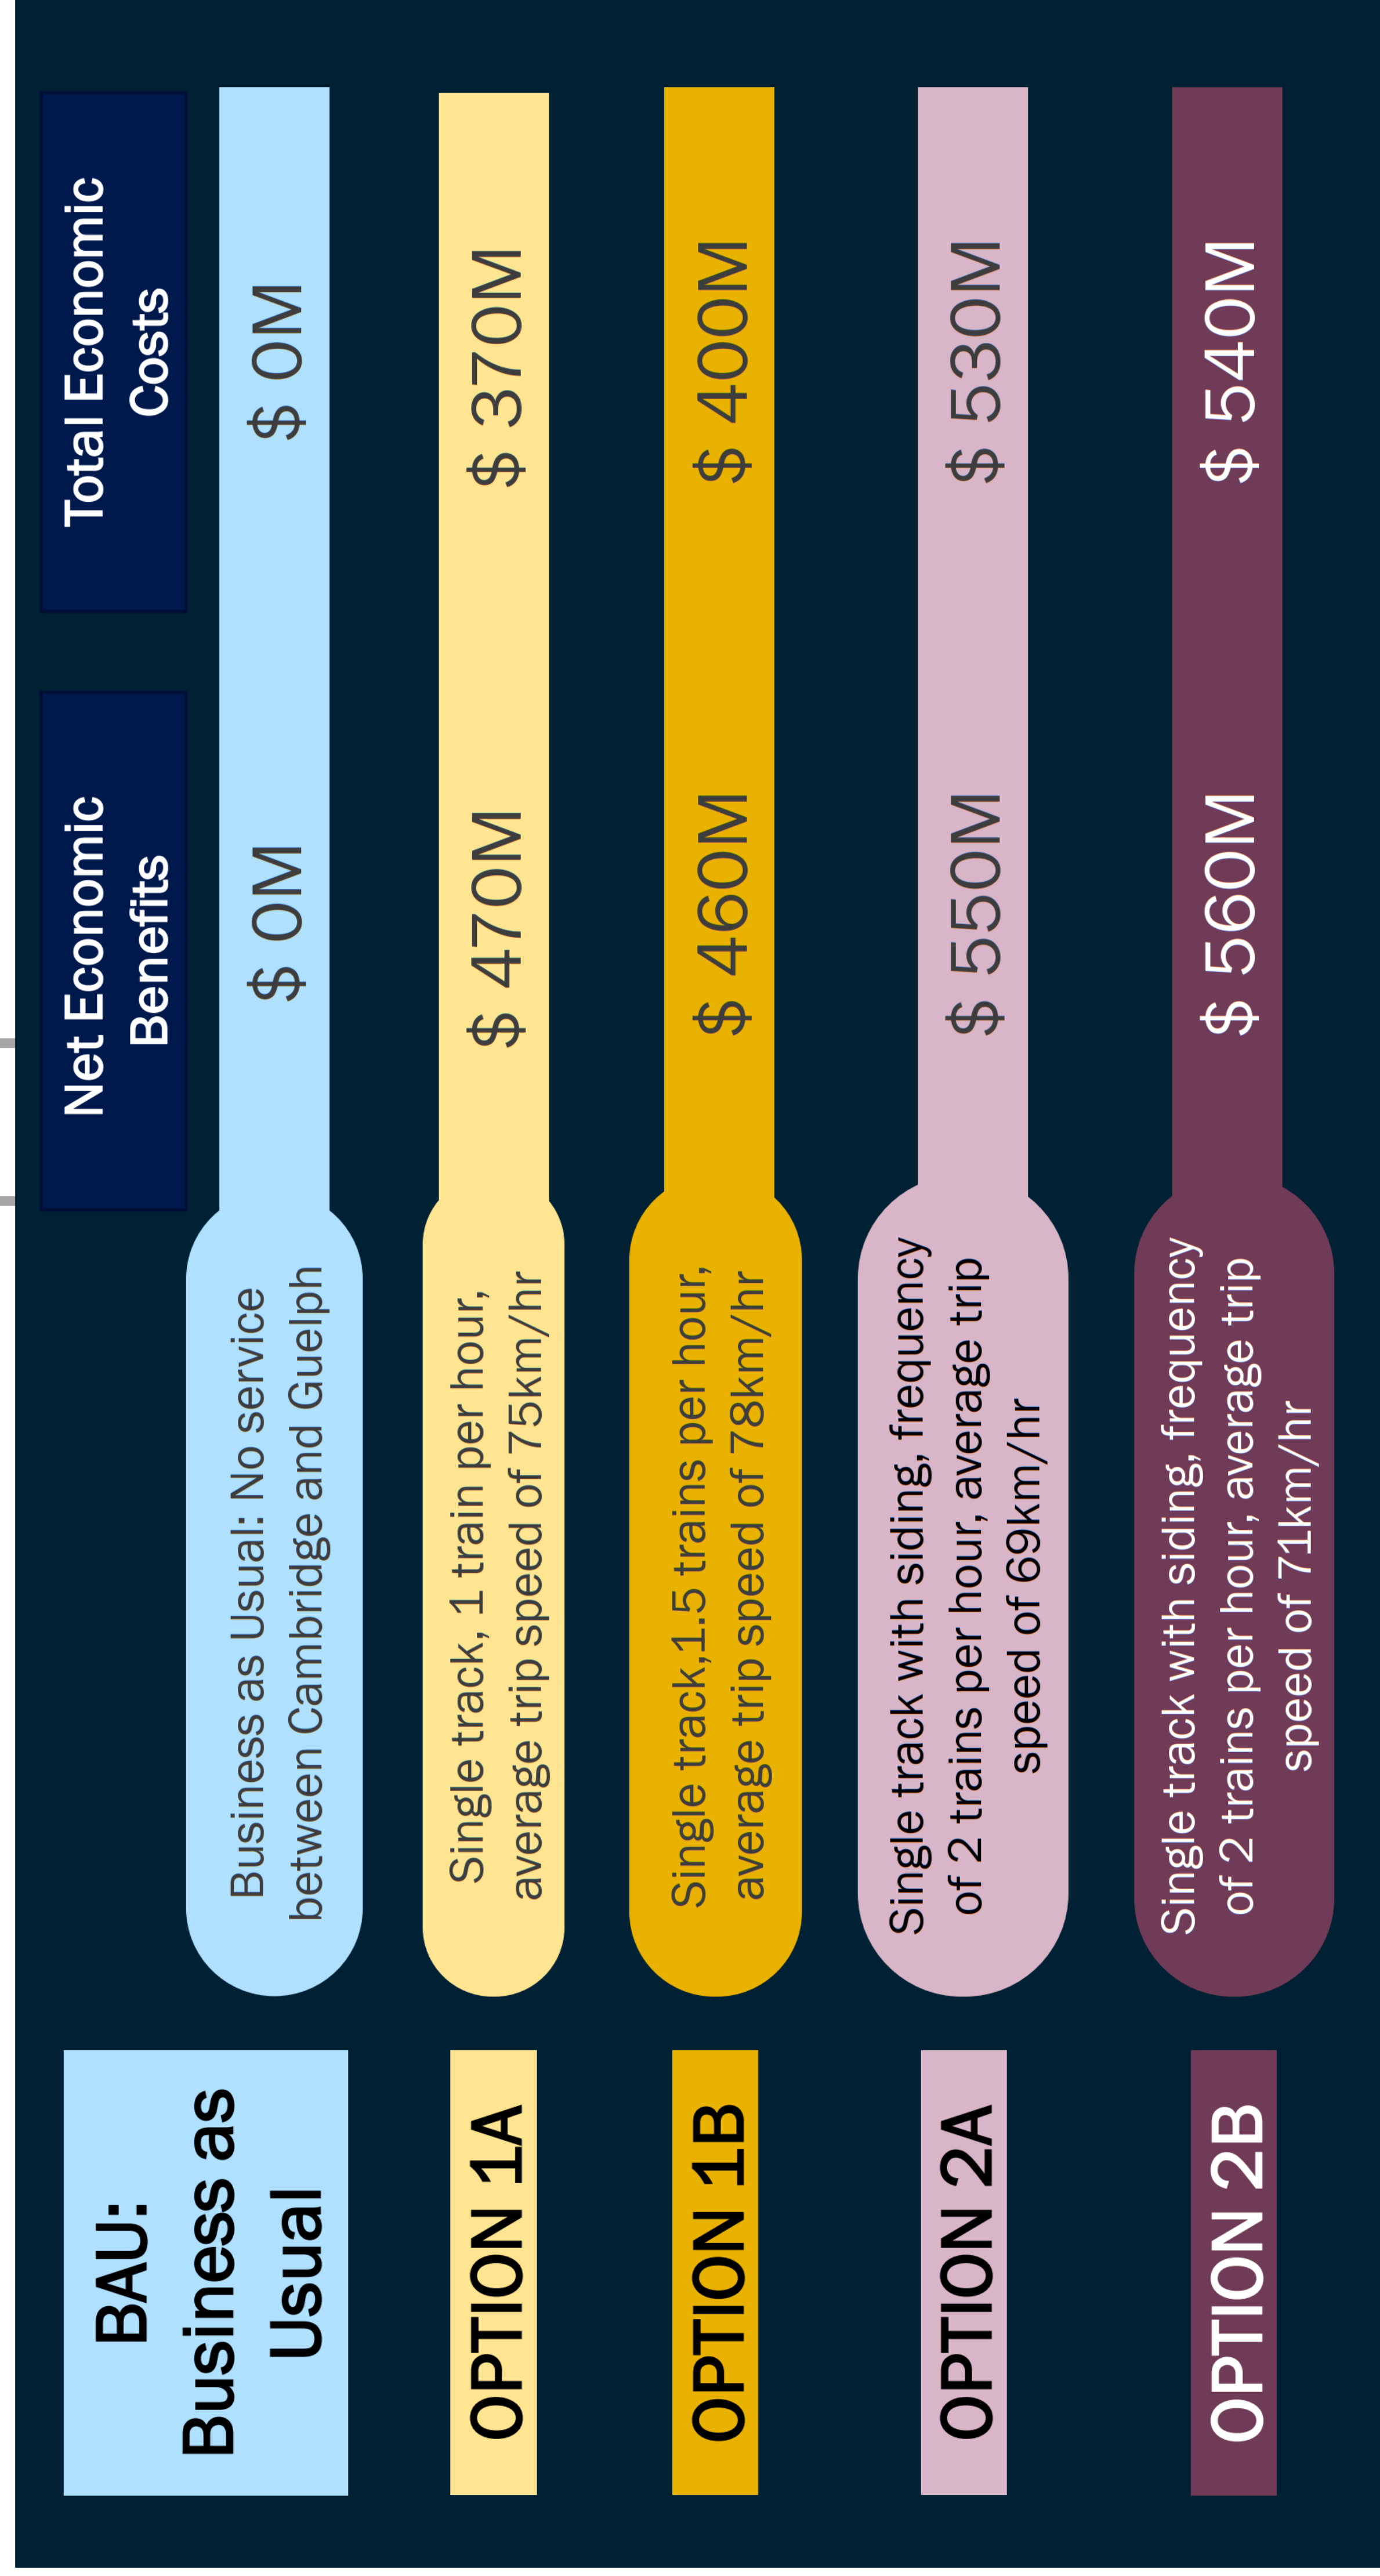 Net Economic
Benefits
Total Economic
Costs
BAU:
Business as
Usual
Business as Usual: No service
between Cambridge and Guelph
$ 0M
$ 0M
OPTION 1A
Single track, 1 train per hour,
average trip speed of 75km/hr
$ 470M
$ 370M
OPTION 1B
Single track,1.5 trains per hour,
average trip speed of 78km/hr
$ 460M
$ 400M
OPTION 2A
Single track with siding, frequency
of 2 trains per hour, average trip
speed of 69km/hr
$ 550M
$ 530M
OPTION 2B
Single track with siding, frequency
of 2 trains per hour, average trip
speed of 71km/hr
$ 560M
$ 540M